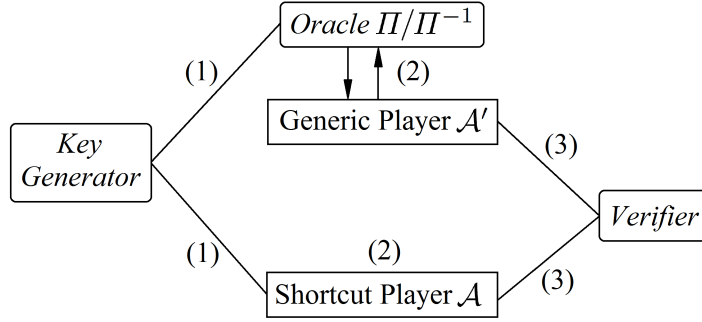 Oracle Π/Π⁻¹
(1)
(2)
Generic Player 𝒜′
(3)
Key
Generator
Verifier
(1)
(2)
(3)
Shortcut Player 𝒜